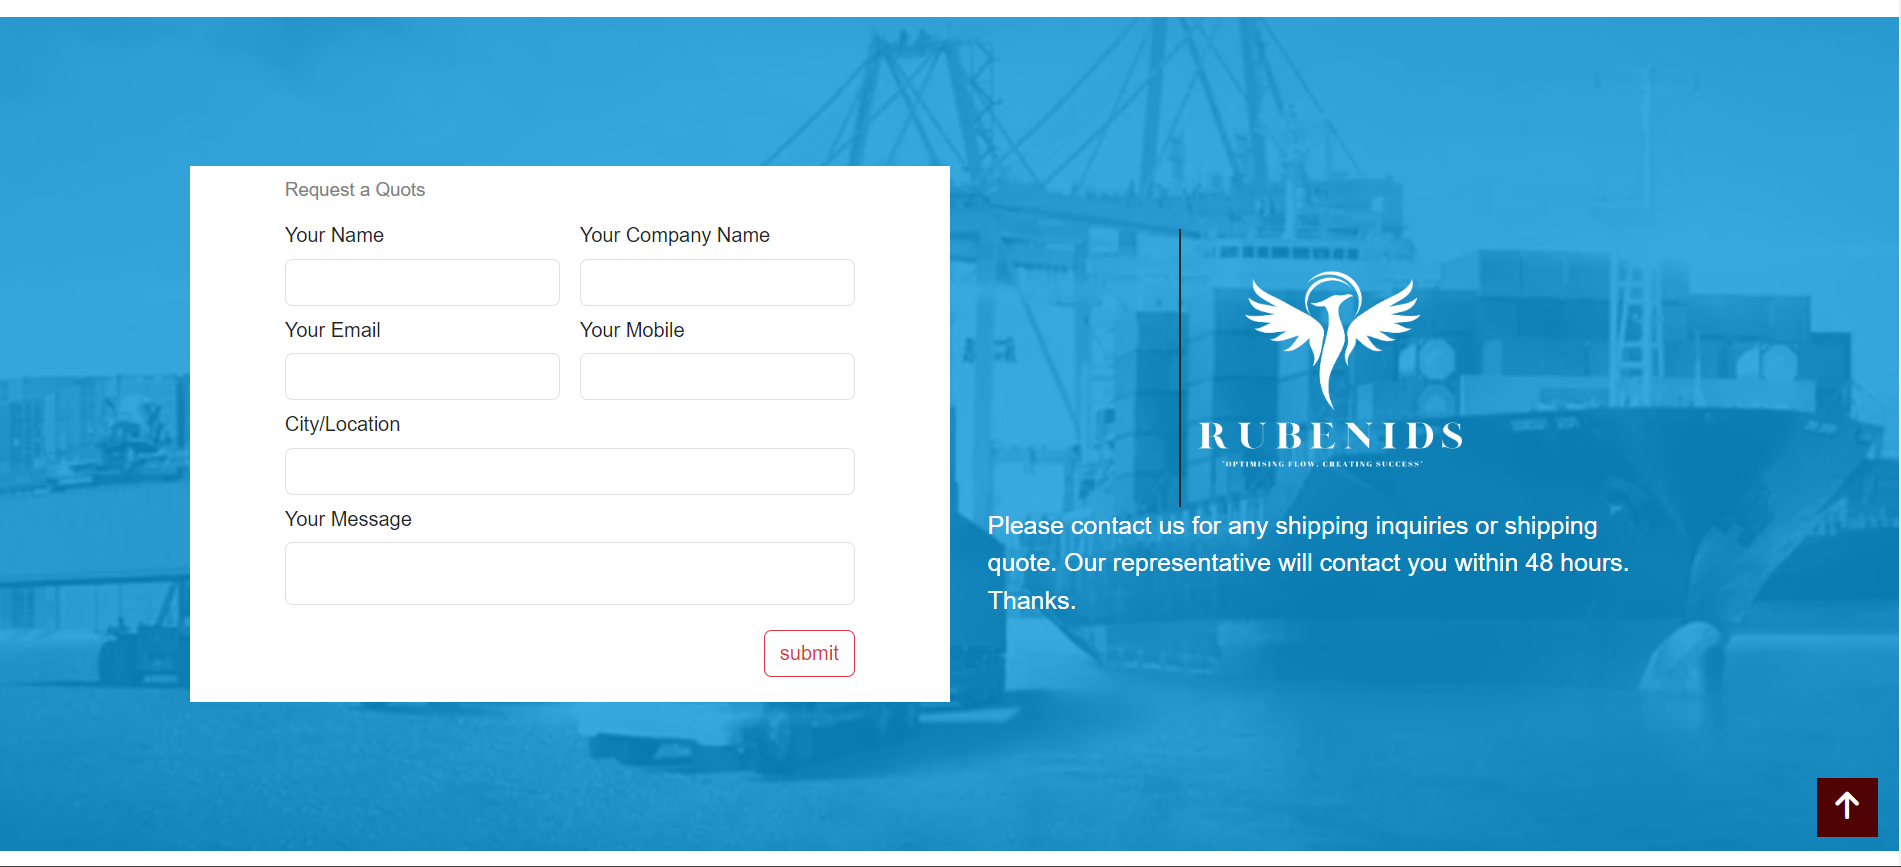 Request a Quots
Your Name
Your Company Name
Your Email
Your Mobile
City/Location
Your Message
submit
RUBENIDS
"OPTIMISING FLOW, CREATING SUCCESS"
Please contact us for any shipping inquiries or shipping
quote. Our representative will contact you within 48 hours.
Thanks.